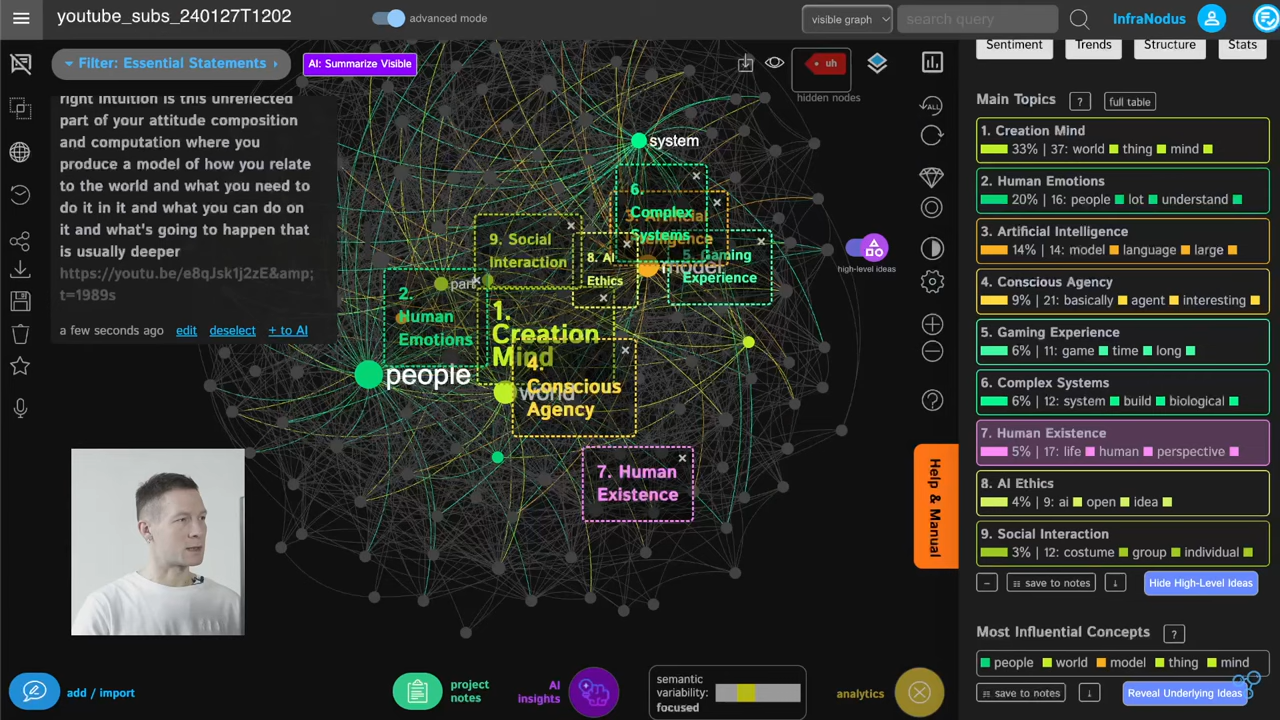 youtube_subs_240127T1202
advanced mode
visible graph
search query
InfraNodus
Filter: Essential Statements
AI: Summarize Visible
uh
hidden nodes
right intuition is this unreflected
part of your attitude composition
and computation where you
produce a model of how you relate
to the world and what you need to
do it in it and what you can do on
it and what's going to happen that
is usually deeper
https://youtu.be/e8qJsk1j2zE&amp;
t=1989s
a few seconds ago edit deselect + to AI
system
6.
Complex
Systems
9. Social
Interaction
8. AI
Ethics
model
5. Gaming
Experience
high-level ideas
2.
Human
Emotions
1.
Creation
Mind
people
world
4.
Conscious
Agency
7. Human
Existence
Help & Manual
add / import
project
notes
AI
insights
semantic
variability:
focused
analytics
Sentiment Trends Structure Stats
Main Topics ? full table
1. Creation Mind
33% | 37: world thing mind
2. Human Emotions
20% | 16: people lot understand
3. Artificial Intelligence
14% | 14: model language large
4. Conscious Agency
9% | 21: basically agent interesting
5. Gaming Experience
6% | 11: game time long
6. Complex Systems
6% | 12: system build biological
7. Human Existence
5% | 17: life human perspective
8. AI Ethics
4% | 9: ai open idea
9. Social Interaction
3% | 12: costume group individual
save to notes Hide High-Level Ideas
Most Influential Concepts ?
people world model thing mind
save to notes Reveal Underlying Ideas